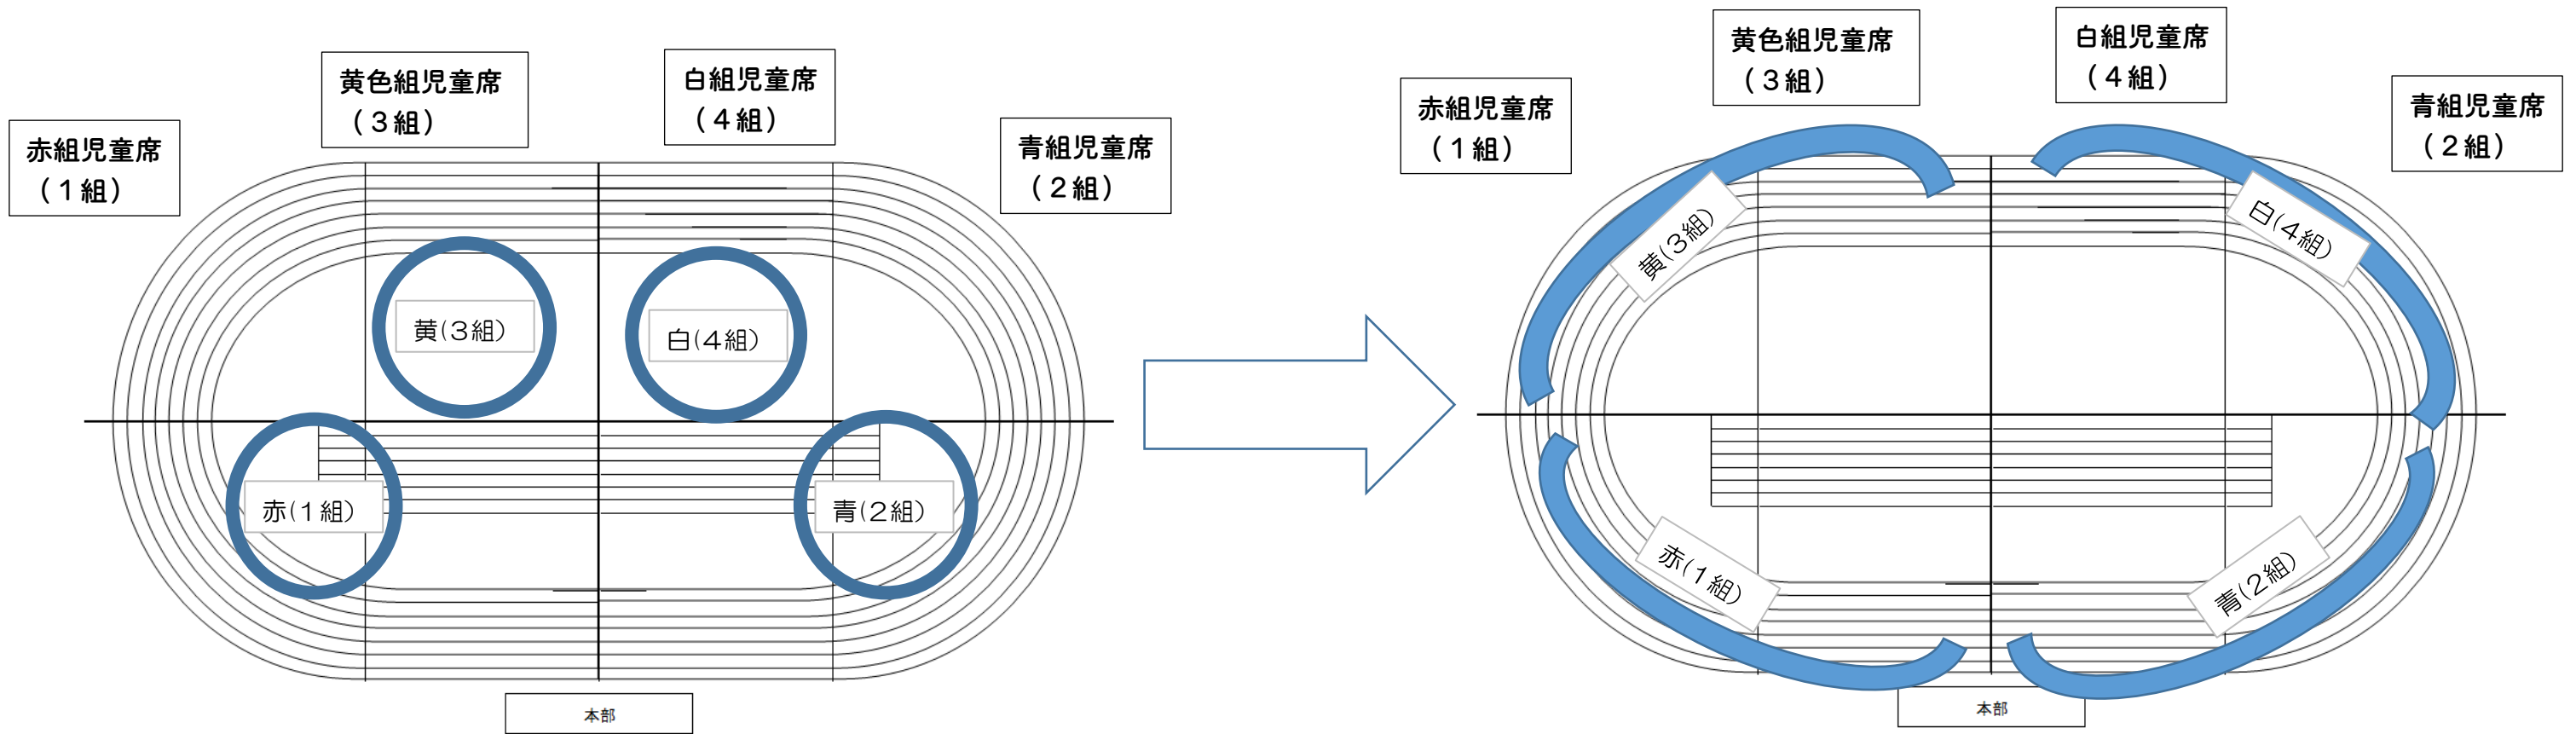 赤組児童席
（１組）
黄色組児童席
（３組）
白組児童席
（４組）
青組児童席
（２組）
黄(３組)
白(４組)
赤(１組)
青(２組)
本部
赤組児童席
（１組）
黄色組児童席
（３組）
白組児童席
（４組）
青組児童席
（２組）
黄(３組)
白(４組)
赤(１組)
青(２組)
本部